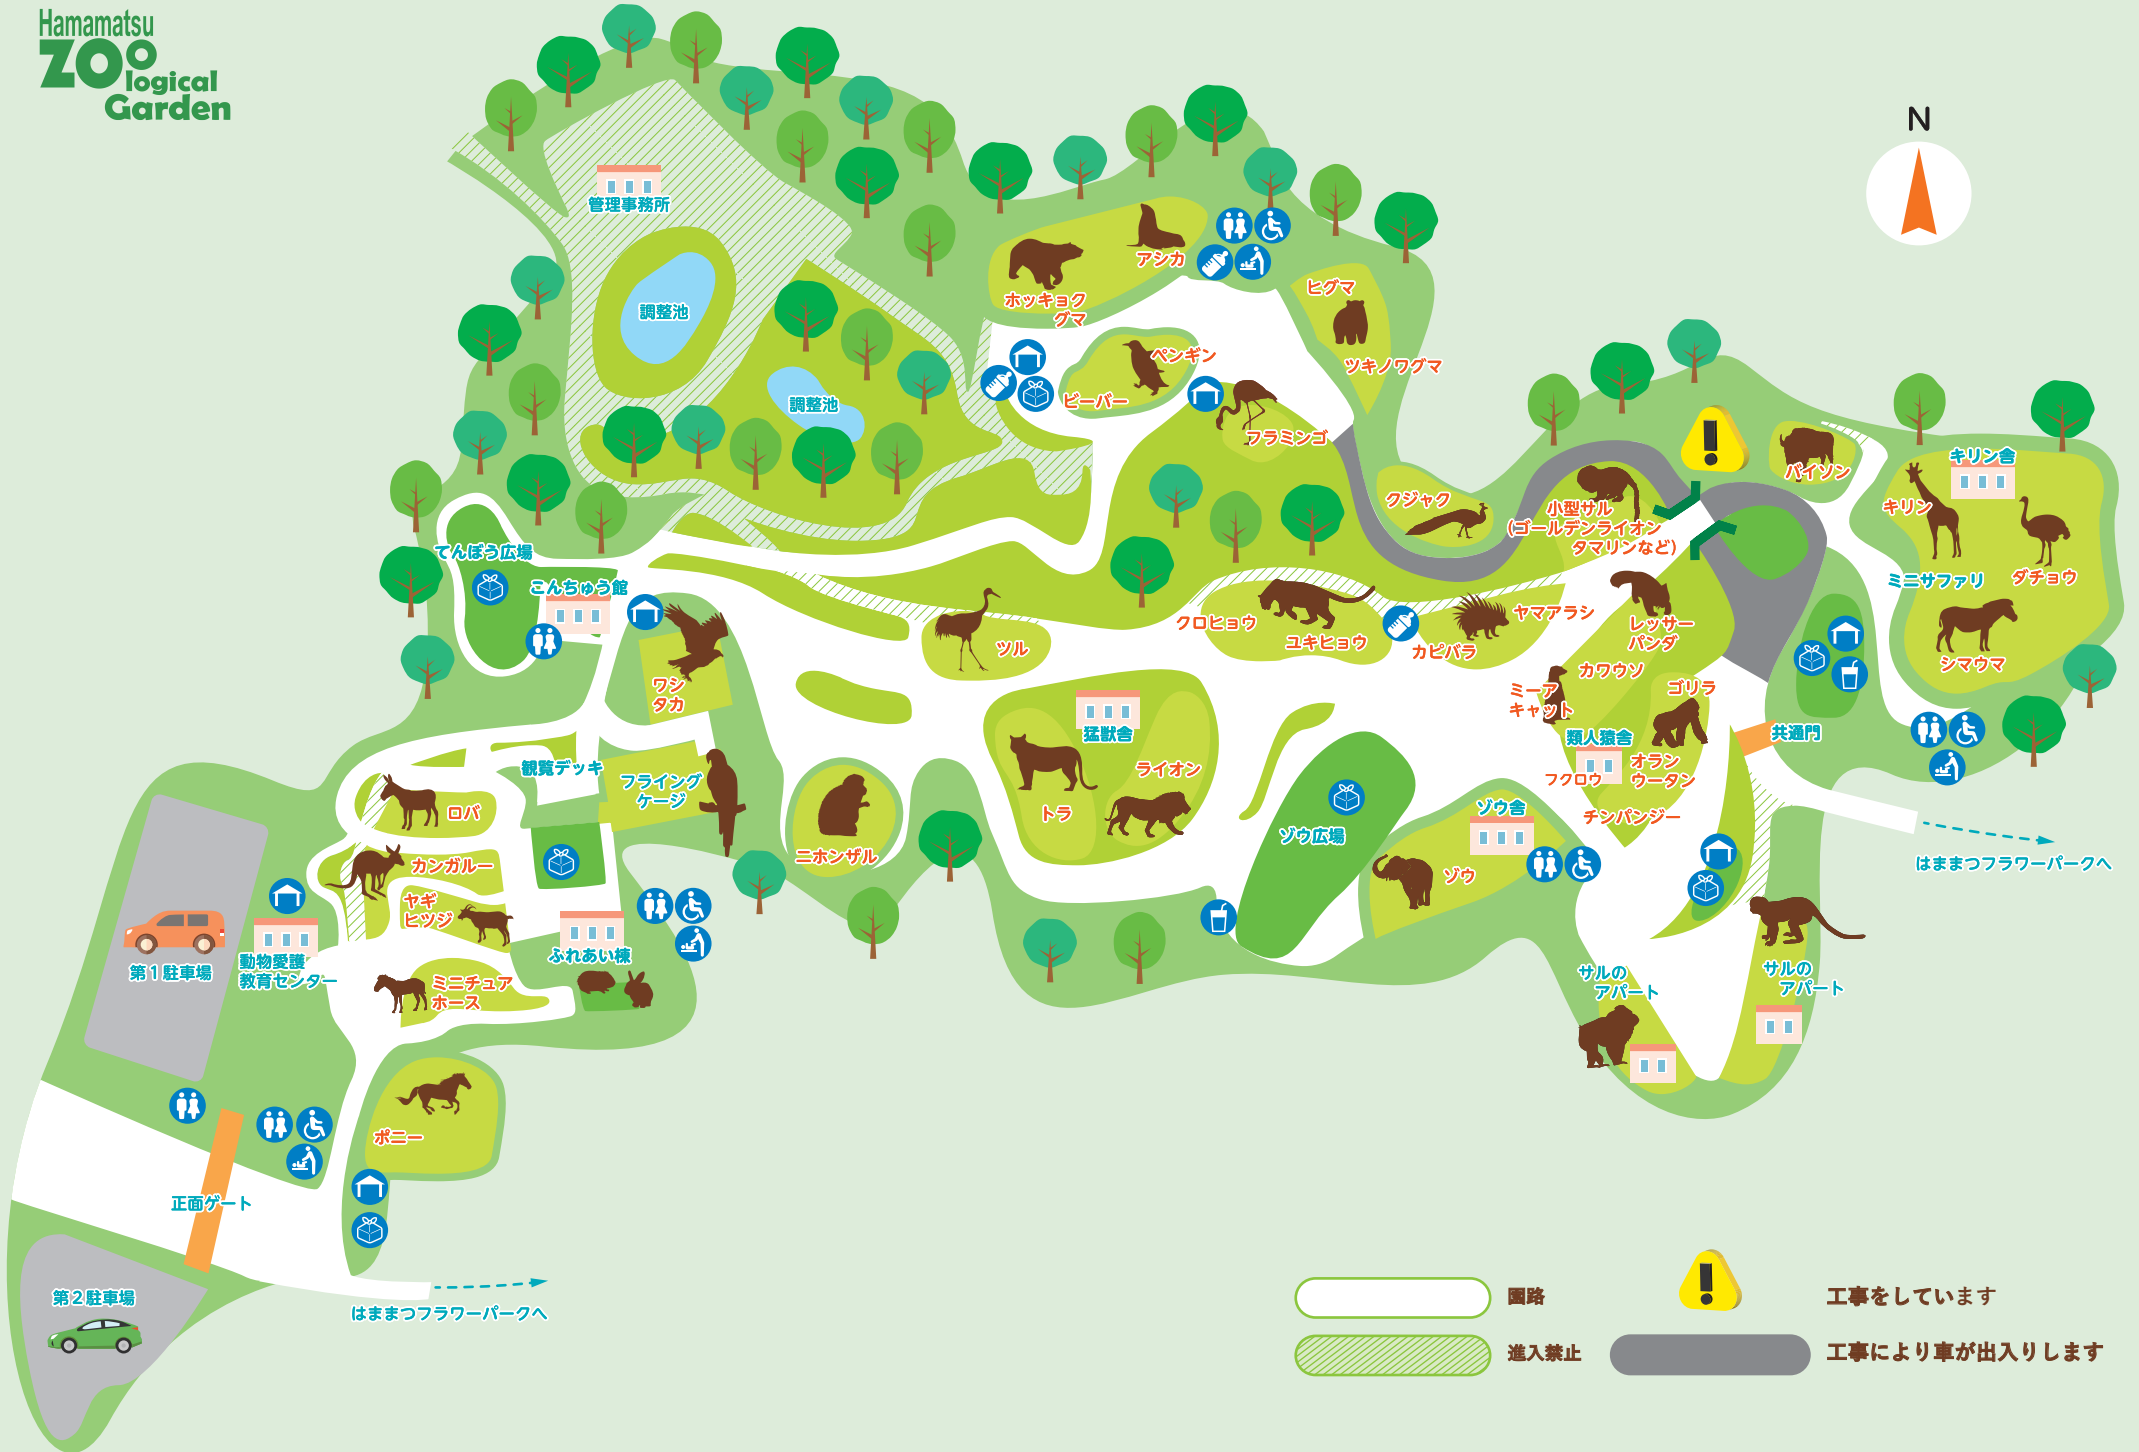 Hamamatsu
ZOo
logical
Garden
N
管理事務所
アシカ
ホッキョク
グマ
ヒグマ
ツキノワグマ
調整池
調整池
ペンギン
ビーバー
フラミンゴ
クジャク
小型サル
(ゴールデンライオン
タマリンなど)
バイソン
キリン舎
キリン
ミニサファリ
ダチョウ
シマウマ
てんぼう広場
こんちゅう館
ワシ
タカ
ツル
クロヒョウ
ユキヒョウ
カピバラ
ヤマアラシ
レッサー
パンダ
カワウソ
ミーア
キャット
ゴリラ
類人猿舎
フクロウ
オラン
ウータン
チンパンジー
共通門
観覧デッキ
フライング
ケージ
猛獣舎
トラ
ライオン
ニホンザル
ゾウ広場
ゾウ舎
ゾウ
はままつフラワーパークへ
ロバ
カンガルー
ヤギ
ヒツジ
ふれあい棟
ミニチュア
ホース
第1駐車場
動物愛護
教育センター
サルの
アパート
サルの
アパート
ポニー
正面ゲート
第2駐車場
はままつフラワーパークへ
園路
進入禁止
工事をしています
工事により車が出入りします